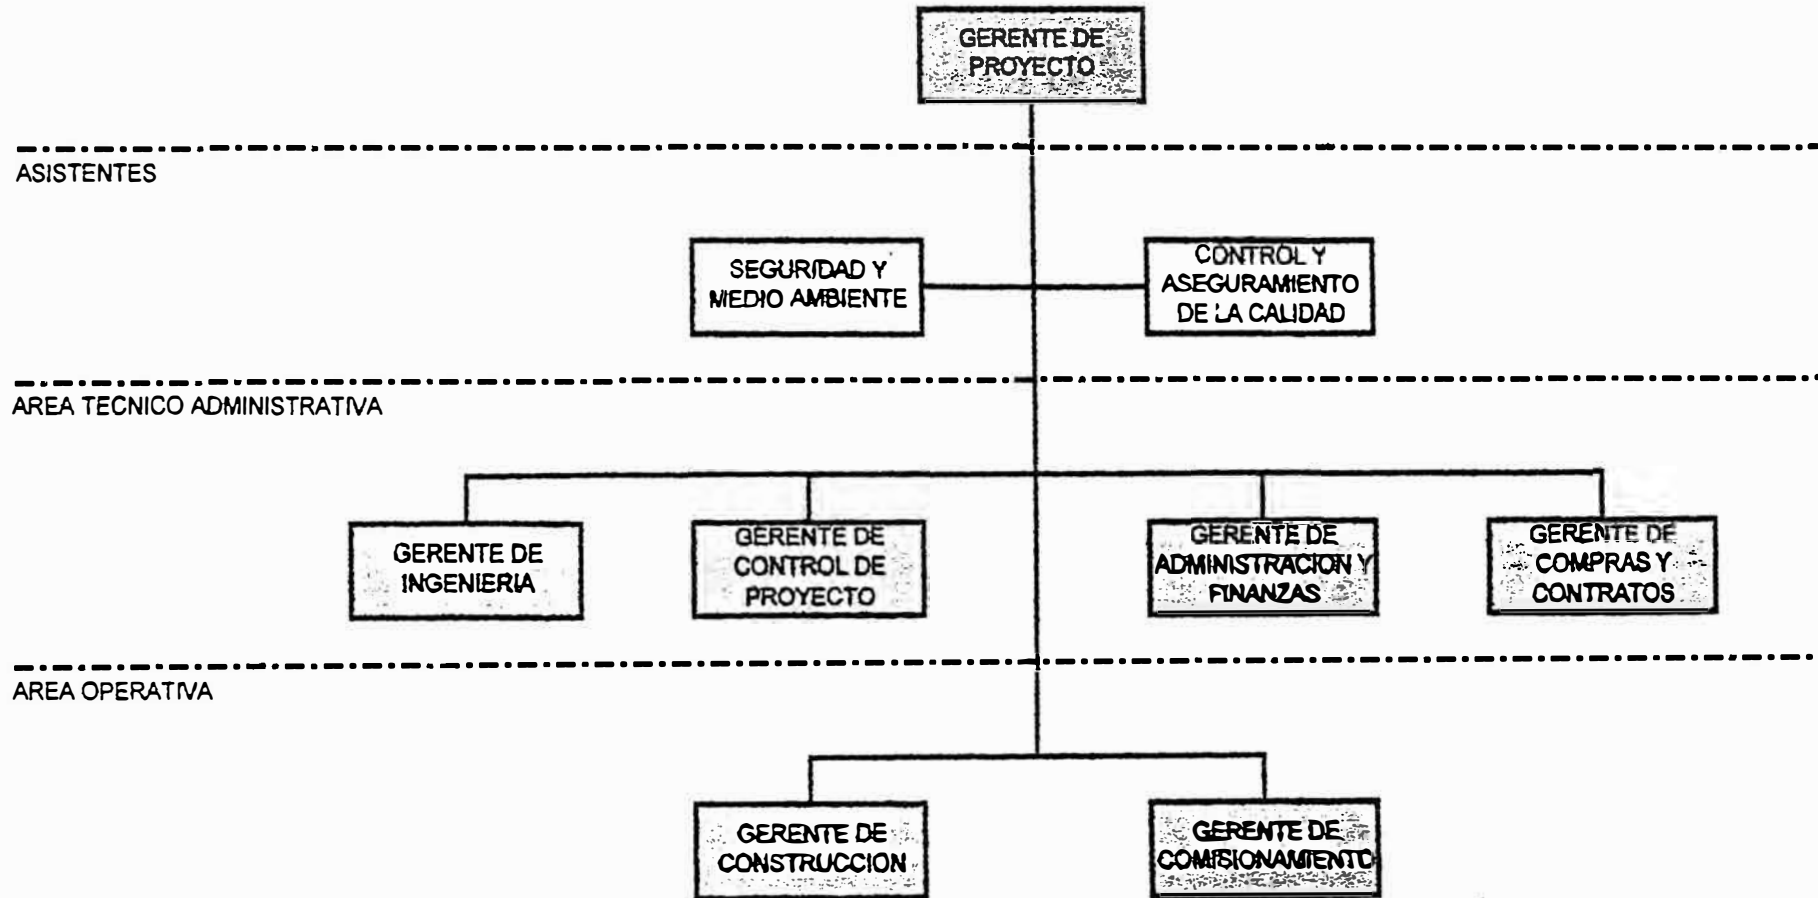 GERENTE DE
PROYECTO
ASISTENTES
SEGURIDAD Y
MEDIO AMBIENTE
CONTROL Y
ASEGURAMIENTO
DE LA CALIDAD
AREA TECNICO ADMINISTRATIVA
GERENTE DE
INGENIERIA
GERENTE DE
CONTROL DE
PROYECTO
GERENTE DE
ADMINISTRACION Y
FINANZAS
GERENTE DE
COMPRAS Y
CONTRATOS
AREA OPERATIVA
GERENTE DE
CONSTRUCCION
GERENTE DE
COMISIONAMIENTO